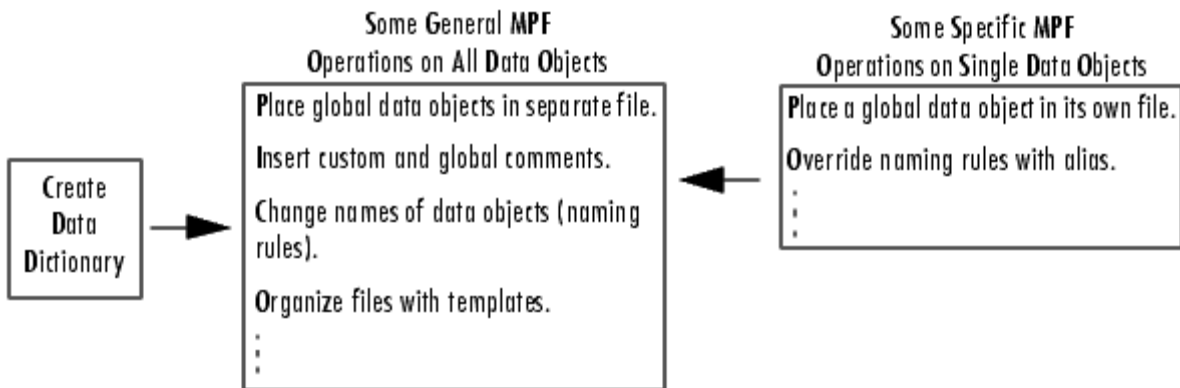 Some General MPF
Operations on All Data Objects
Some Specific MPF
Operations on Single Data Objects
Create
Data
Dictionary
Place global data objects in separate file.
Insert custom and global comments.
Change names of data objects (naming
rules).
Organize files with templates.
Place a global data object in its own file.
Override naming rules with alias.